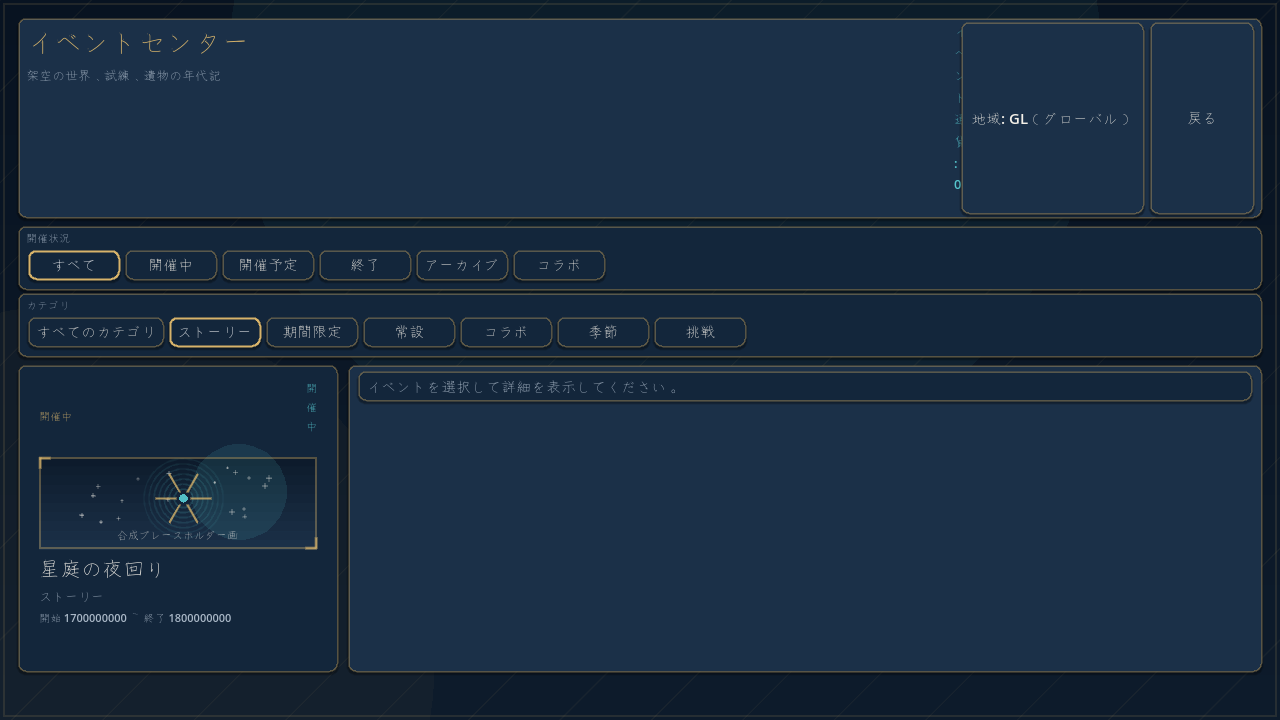 イベントセンター
架空の世界、試練、遺物の年代記
: 0
地域: GL（グローバル）
戻る
開催状況
すべて
開催中
開催予定
終了
アーカイブ
コラボ
カテゴリ
すべてのカテゴリ
ストーリー
期間限定
常設
コラボ
季節
挑戦
開催中
開催中
合成プレースホルダー画
星庭の夜回り
ストーリー
開始 1700000000 ~ 終了 1800000000
イベントを選択して詳細を表示してください。